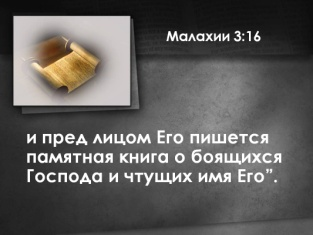 Малахии 3:16
и пред лицом Его пишется
памятная книга о боящихся
Господа и чтущих имя Его”.